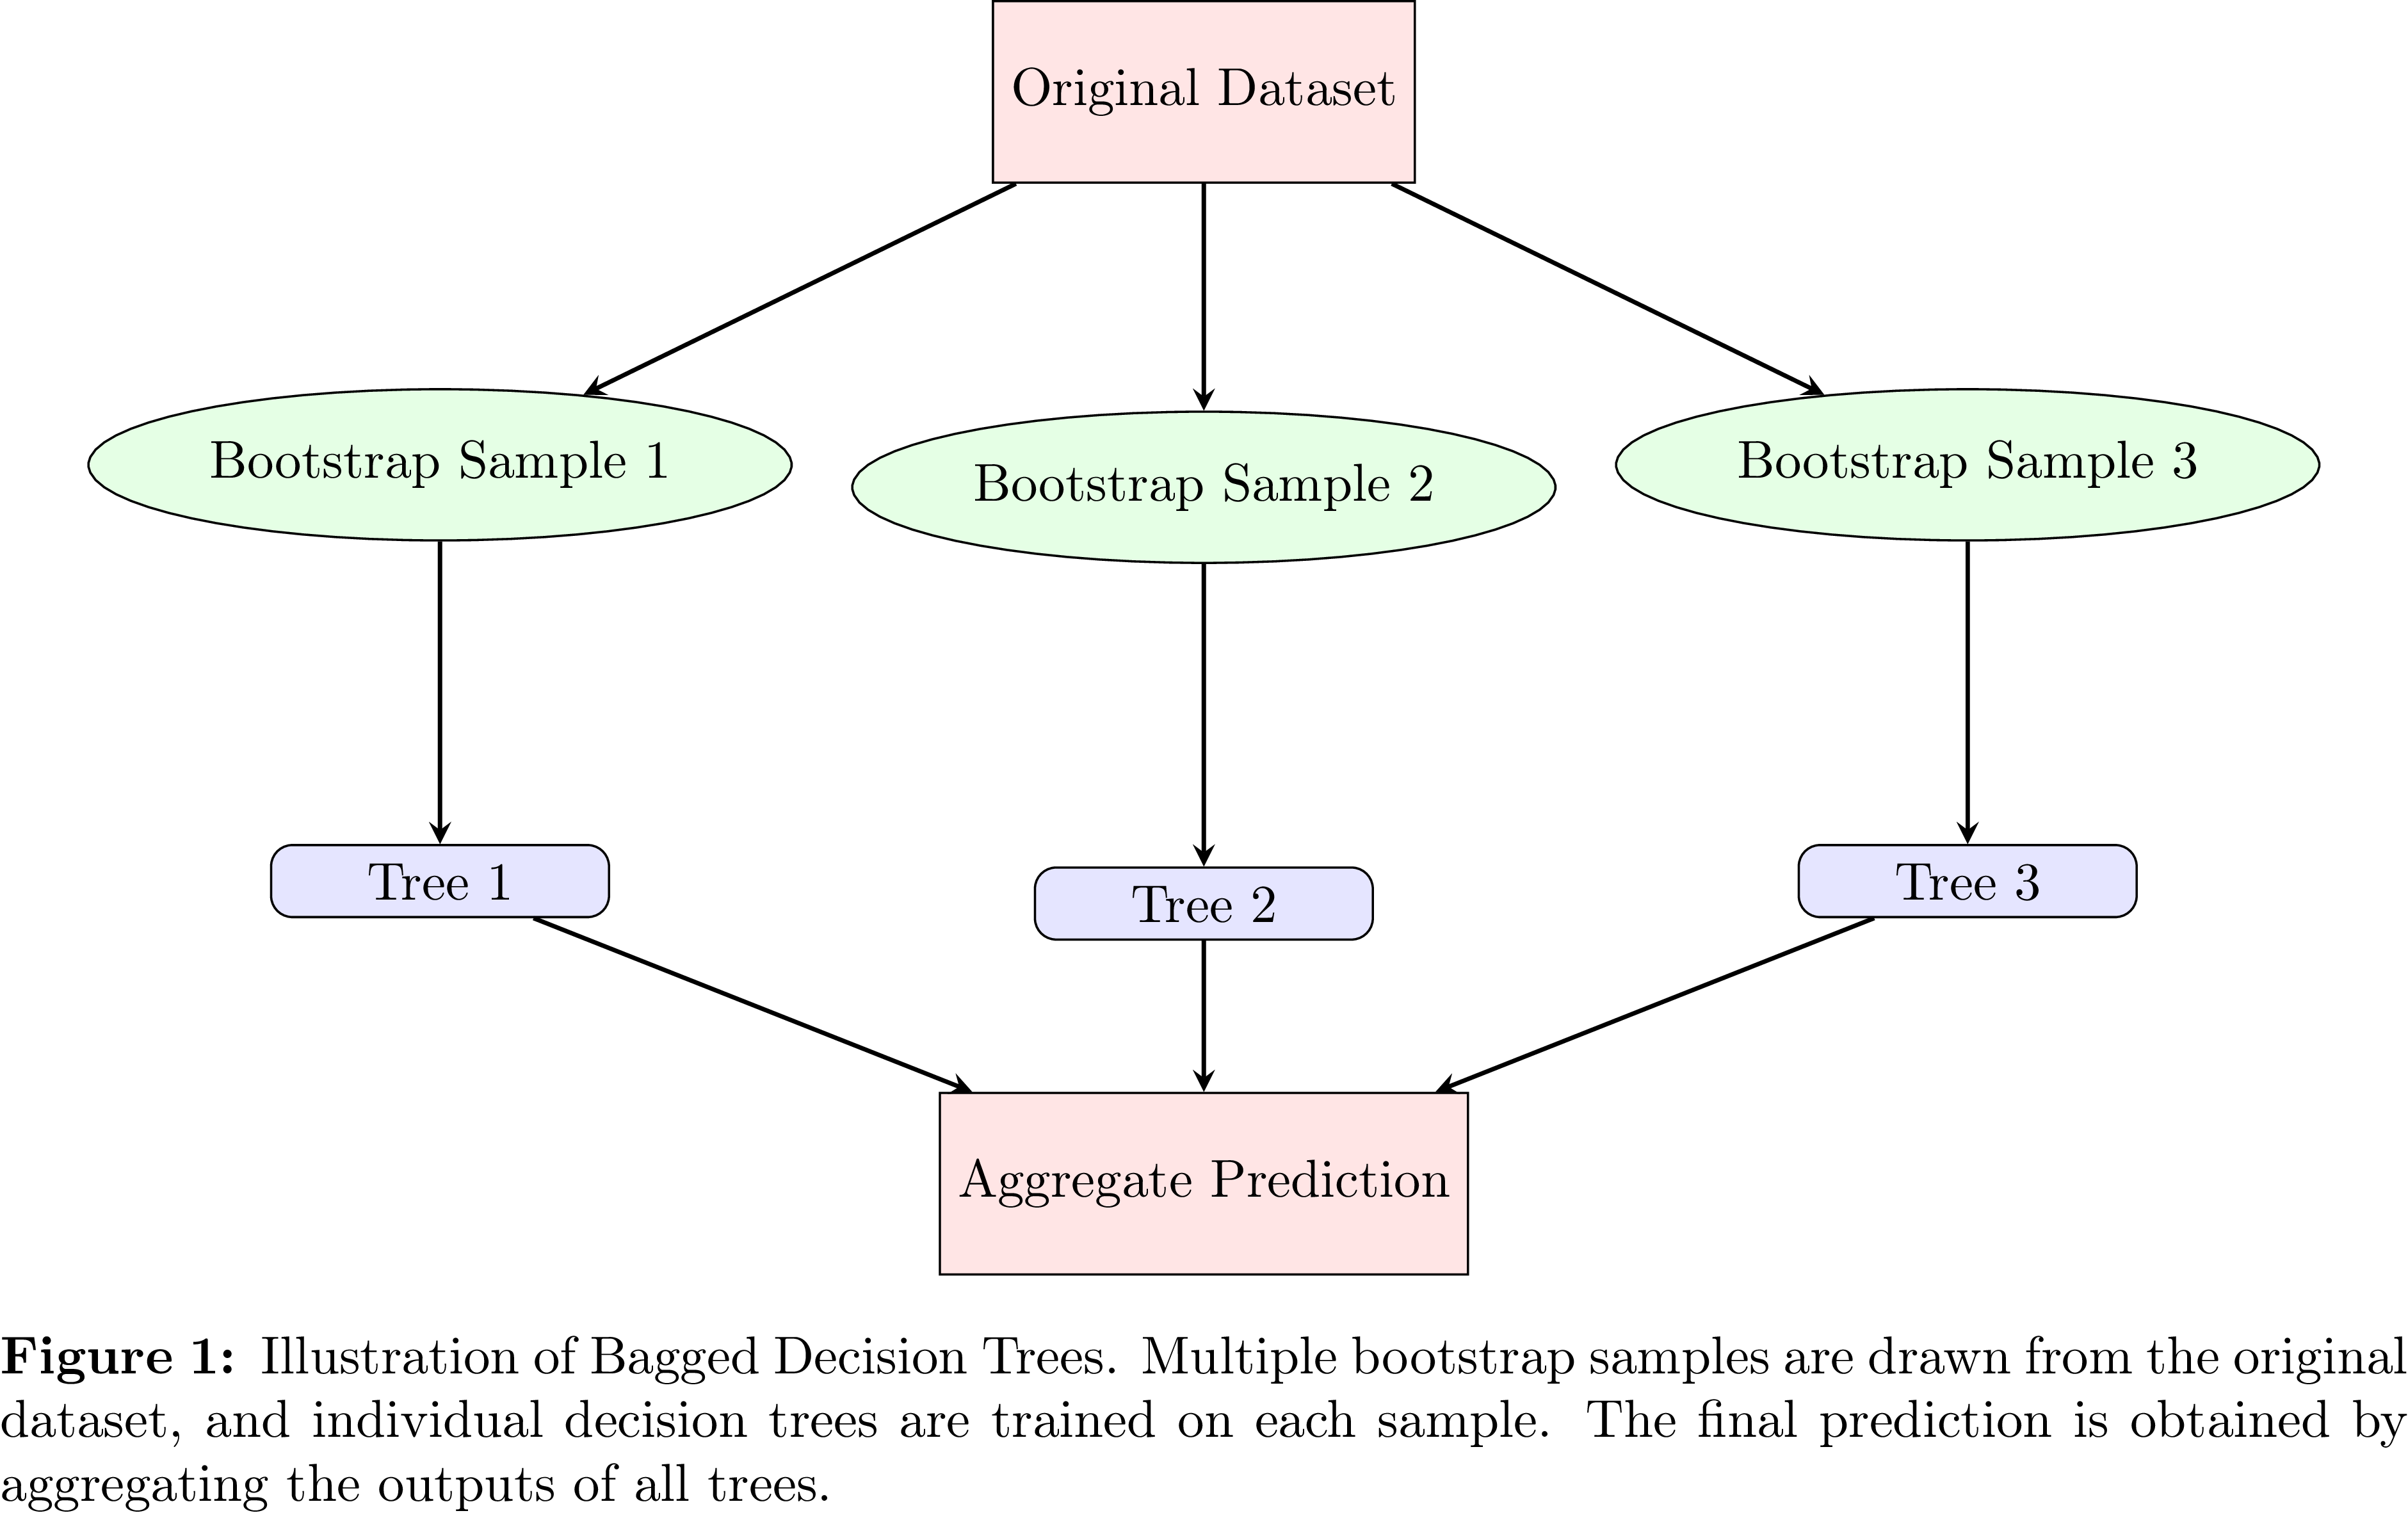 Original Dataset
Bootstrap Sample 1
Bootstrap Sample 2
Bootstrap Sample 3
Tree 1
Tree 2
Tree 3
Aggregate Prediction
Figure 1: Illustration of Bagged Decision Trees. Multiple bootstrap samples are drawn from the original
dataset, and individual decision trees are trained on each sample. The final prediction is obtained by
aggregating the outputs of all trees.